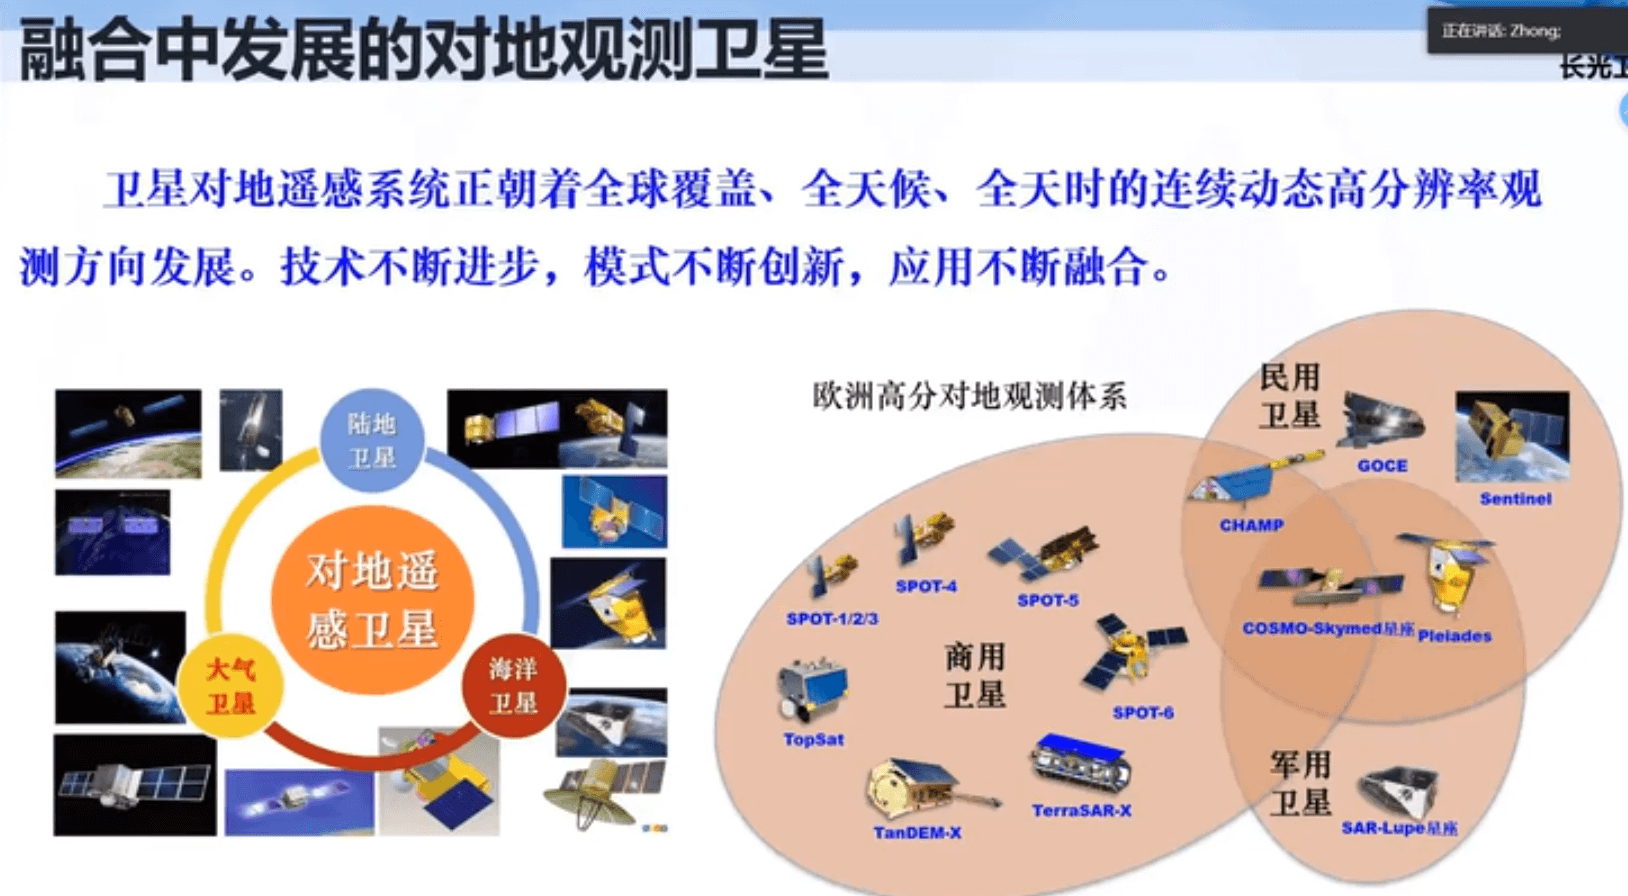 融合中发展的对地观测卫星
正在讲话: Zhong;
长光卫
卫星对地遥感系统正朝着全球覆盖、全天候、全天时的连续动态高分辨率观
测方向发展。技术不断进步，模式不断创新，应用不断融合。
陆地
卫星
对地遥
感卫星
大气
卫星
海洋
卫星
欧洲高分对地观测体系
民用
卫星
GOCE
Sentinel
CHAMP
SPOT-4
SPOT-5
SPOT-1/2/3
COSMO-Skymed星座
Pleiades
商用
卫星
SPOT-6
TopSat
军用
卫星
TerraSAR-X
TanDEM-X
SAR-Lupe星座